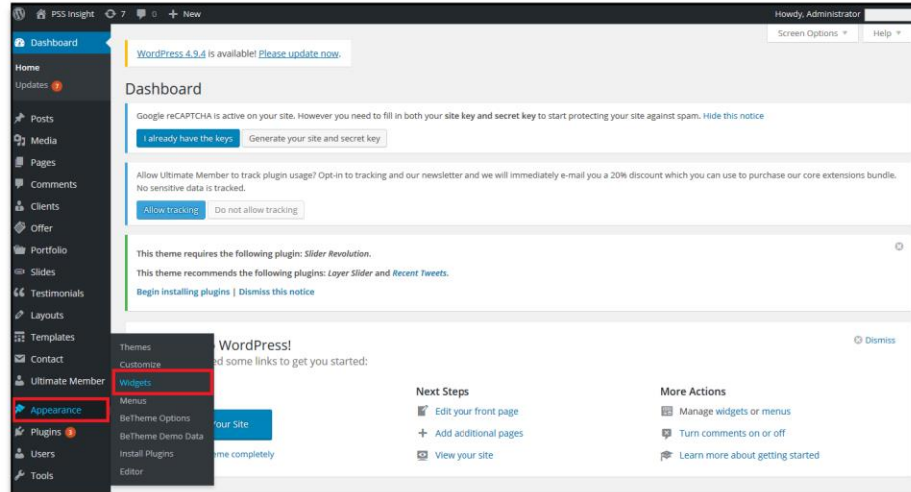 PSS Insight 7 0 + New Howdy, Administrator
Screen Options Help
Dashboard
Home
Updates 7
Posts
Media
Pages
Comments
Clients
Offer
Portfolio
Slides
Testimonials
Layouts
Templates
Contact
Ultimate Member
Appearance
Plugins 3
Users
Tools
Themes
Customize
Widgets
Menus
BeTheme Options
BeTheme Demo Data
Install Plugins
Editor
WordPress 4.9.4 is available! Please update now.
Dashboard
Google reCAPTCHA is active on your site. However you need to fill in both your site key and secret key to start protecting your site against spam. Hide this notice
I already have the keys Generate your site and secret key
Allow Ultimate Member to track plugin usage? Opt-in to tracking and our newsletter and we will immediately e-mail you a 20% discount which you can use to purchase our core extensions bundle.
No sensitive data is tracked.
Allow tracking Do not allow tracking
This theme requires the following plugin: Slider Revolution.
This theme recommends the following plugins: Layer Slider and Recent Tweets.
Begin installing plugins | Dismiss this notice
WordPress!
Dismiss
some links to get you started:
Your Site
completely
Next Steps
Edit your front page
Add additional pages
View your site
More Actions
Manage widgets or menus
Turn comments on or off
Learn more about getting started